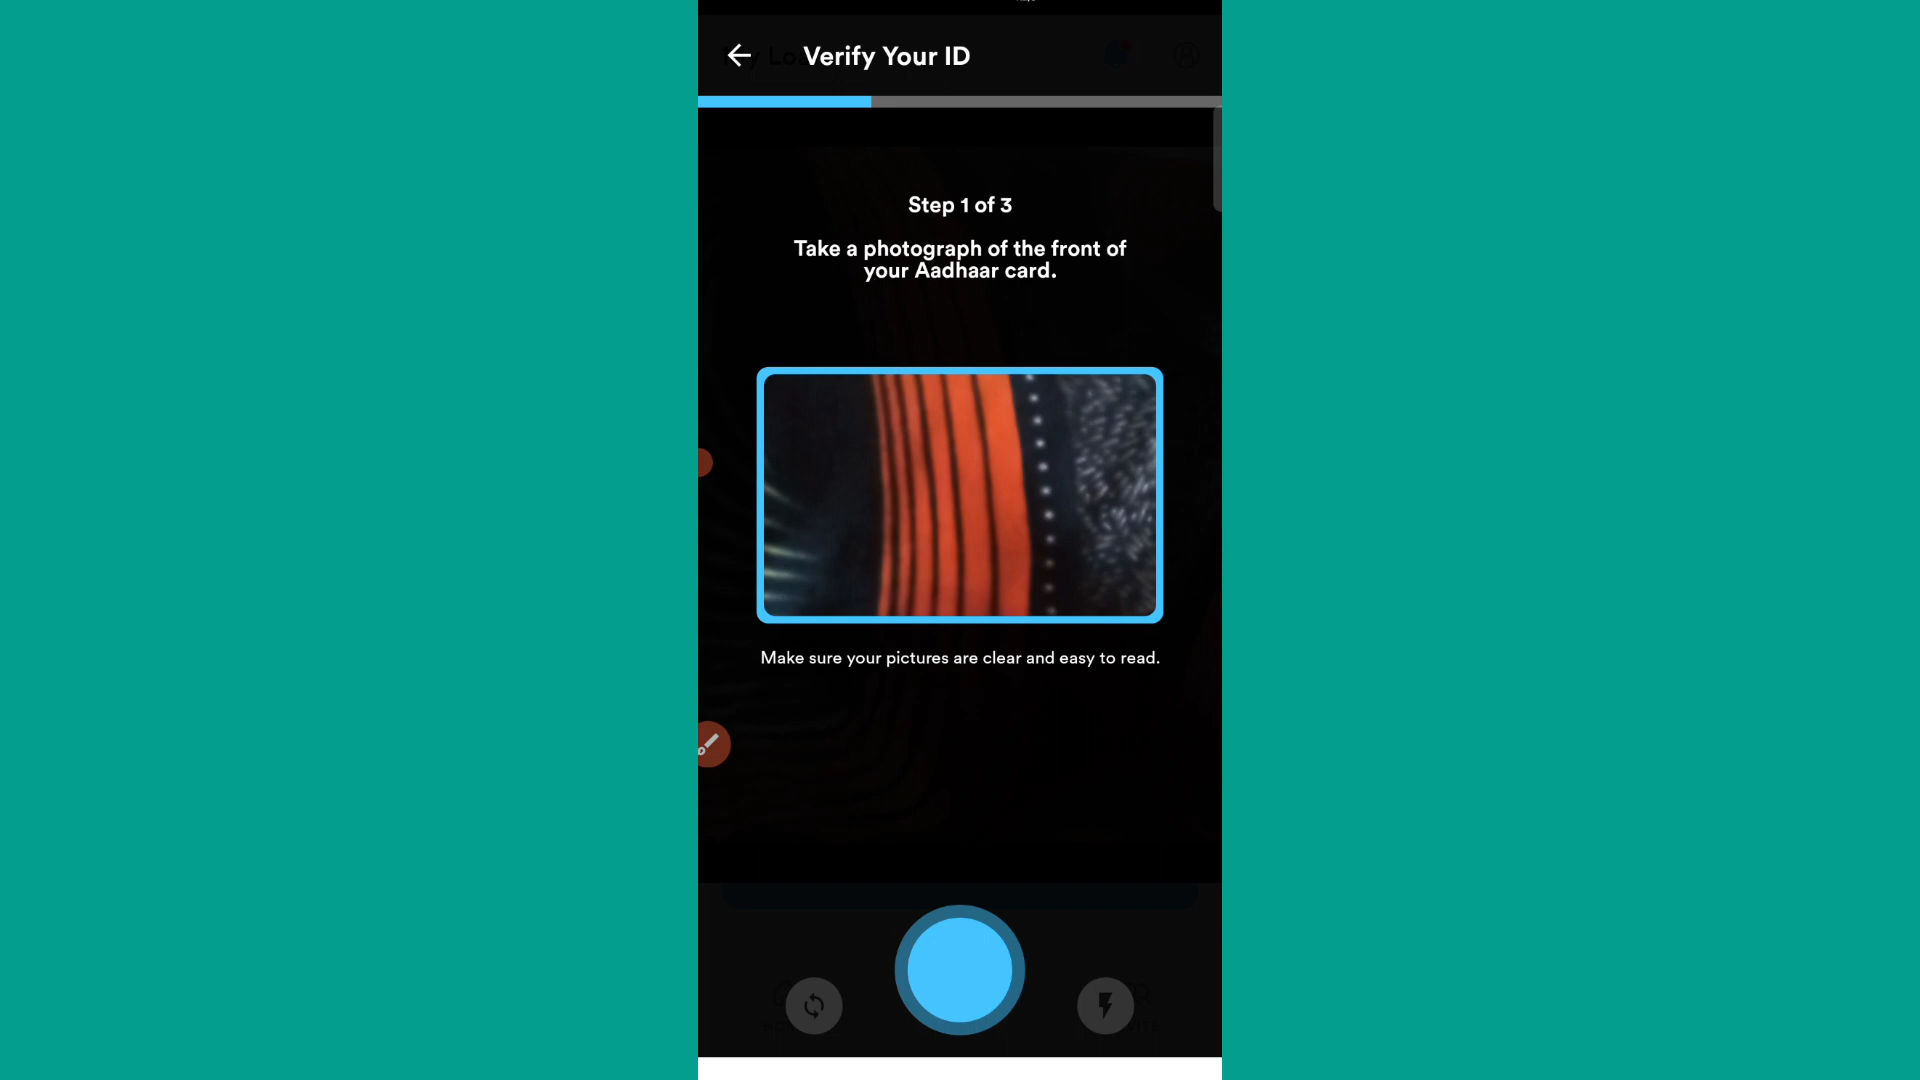 Verify Your ID
Step 1 of 3
Take a photograph of the front of
your Aadhaar card.
Make sure your pictures are clear and easy to read.